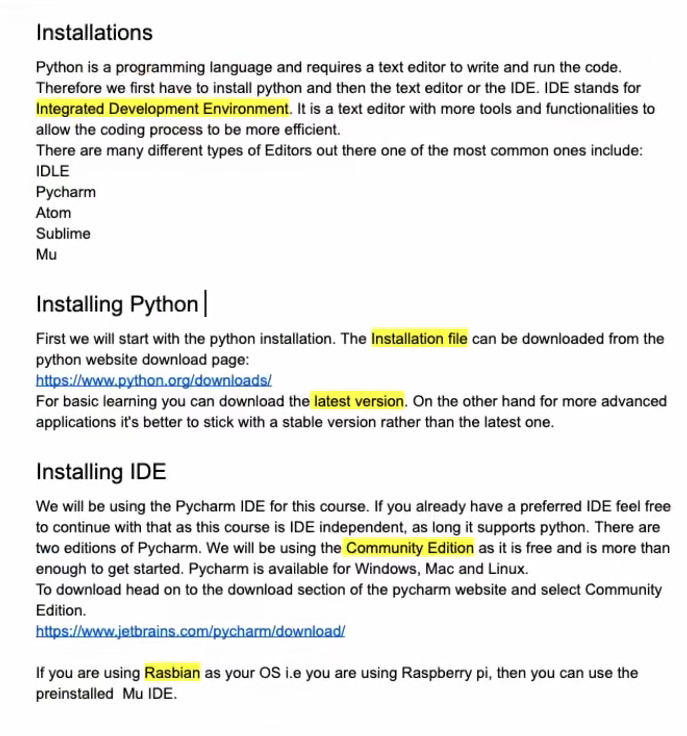 Installations
Python is a programming language and requires a text editor to write and run the code.
Therefore we first have to install python and then the text editor or the IDE. IDE stands for
Integrated Development Environment. It is a text editor with more tools and functionalities to
allow the coding process to be more efficient.
There are many different types of Editors out there one of the most common ones include:
IDLE
Pycharm
Atom
Sublime
Mu
Installing Python
First we will start with the python installation. The Installation file can be downloaded from the
python website download page:
https://www.python.org/downloads/
For basic learning you can download the latest version. On the other hand for more advanced
applications it's better to stick with a stable version rather than the latest one.
Installing IDE
We will be using the Pycharm IDE for this course. If you already have a preferred IDE feel free
to continue with that as this course is IDE independent, as long it supports python. There are
two editions of Pycharm. We will be using the Community Edition as it is free and is more than
enough to get started. Pycharm is available for Windows, Mac and Linux.
To download head on to the download section of the pycharm website and select Community
Edition.
https://www.jetbrains.com/pycharm/download/
If you are using Rasbian as your OS i.e you are using Raspberry pi, then you can use the
preinstalled  Mu IDE.